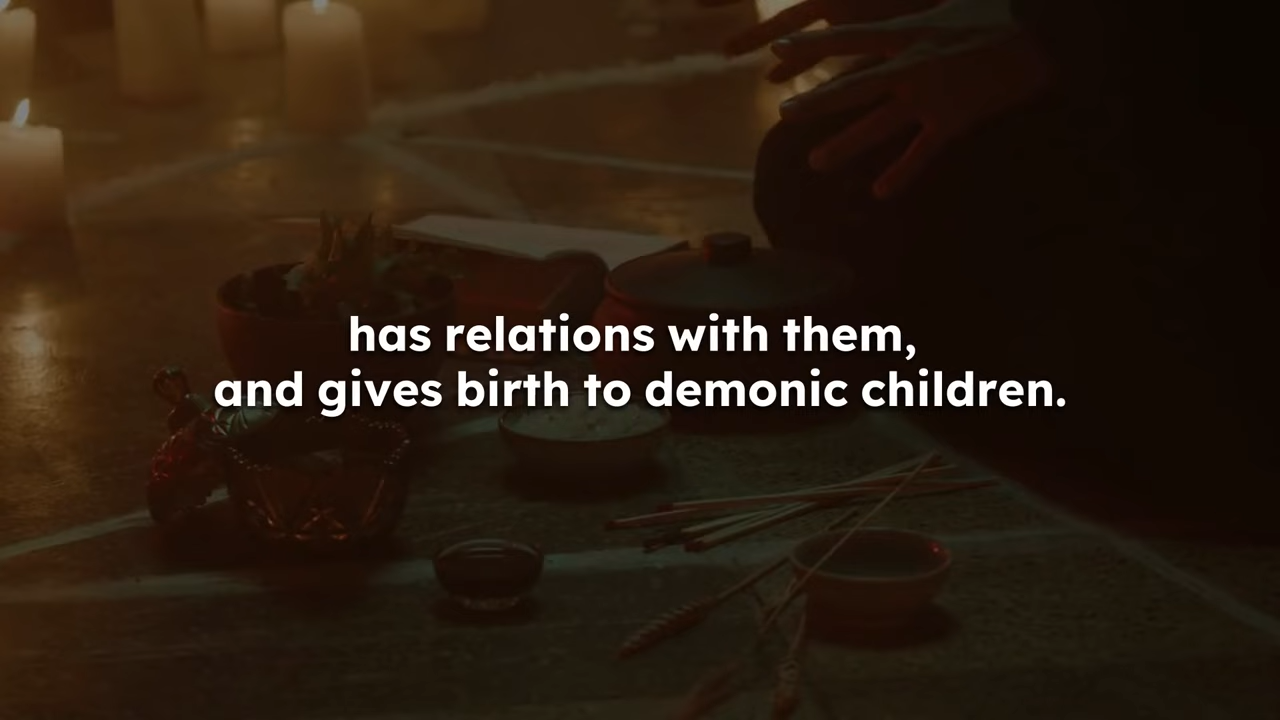 has relations with them,
and gives birth to demonic children.